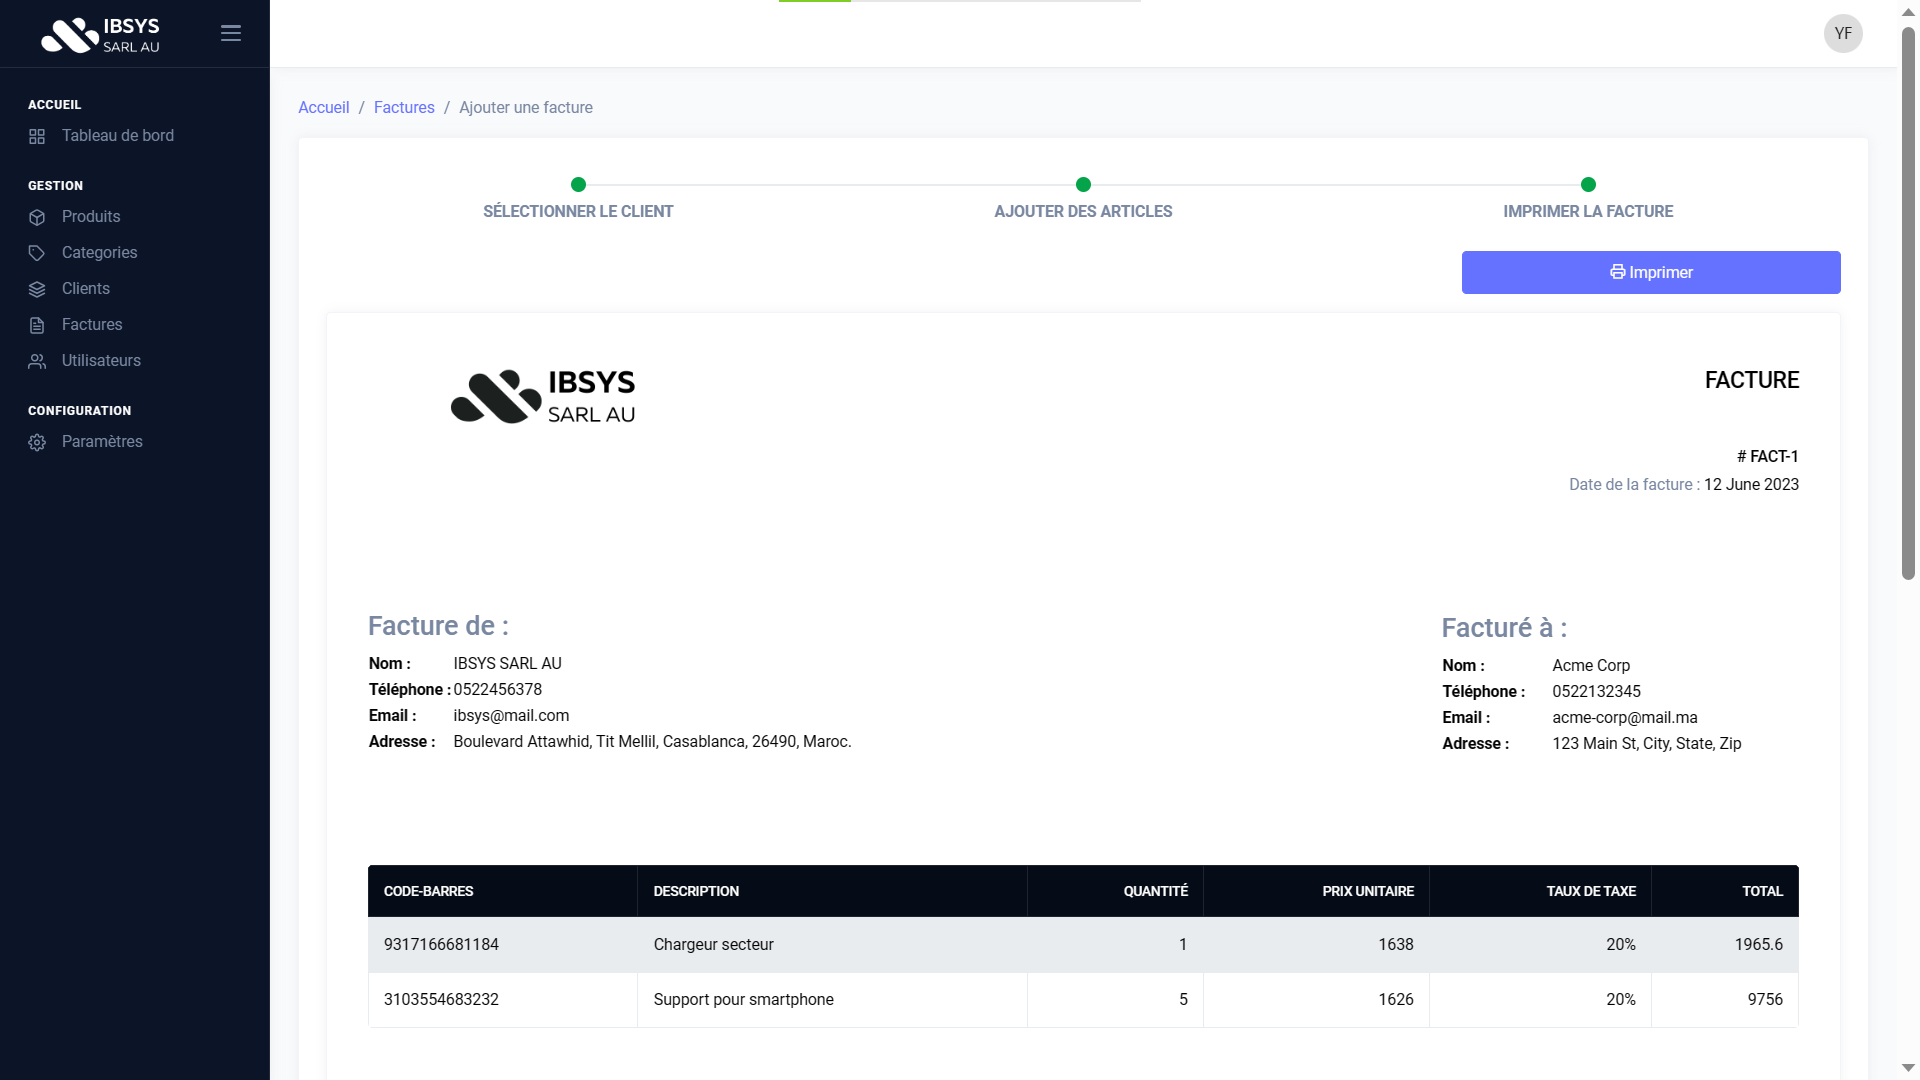 IBSYS
SARL AU
YF
ACCUEIL
Tableau de bord
GESTION
Produits
Categories
Clients
Factures
Utilisateurs
CONFIGURATION
Paramètres
Accueil / Factures / Ajouter une facture
SÉLECTIONNER LE CLIENT AJOUTER DES ARTICLES IMPRIMER LA FACTURE
Imprimer
IBSYS
SARL AU
FACTURE
# FACT-1
Date de la facture : 12 June 2023
Facture de :
Nom : IBSYS SARL AU
Téléphone : 0522456378
Email : ibsys@mail.com
Adresse : Boulevard Attawhid, Tit Mellil, Casablanca, 26490, Maroc.
Facturé à :
Nom : Acme Corp
Téléphone : 0522132345
Email : acme-corp@mail.ma
Adresse : 123 Main St, City, State, Zip
CODE-BARRES DESCRIPTION QUANTITÉ PRIX UNITAIRE TAUX DE TAXE TOTAL
9317166681184 Chargeur secteur 1 1638 20% 1965.6
3103554683232 Support pour smartphone 5 1626 20% 9756